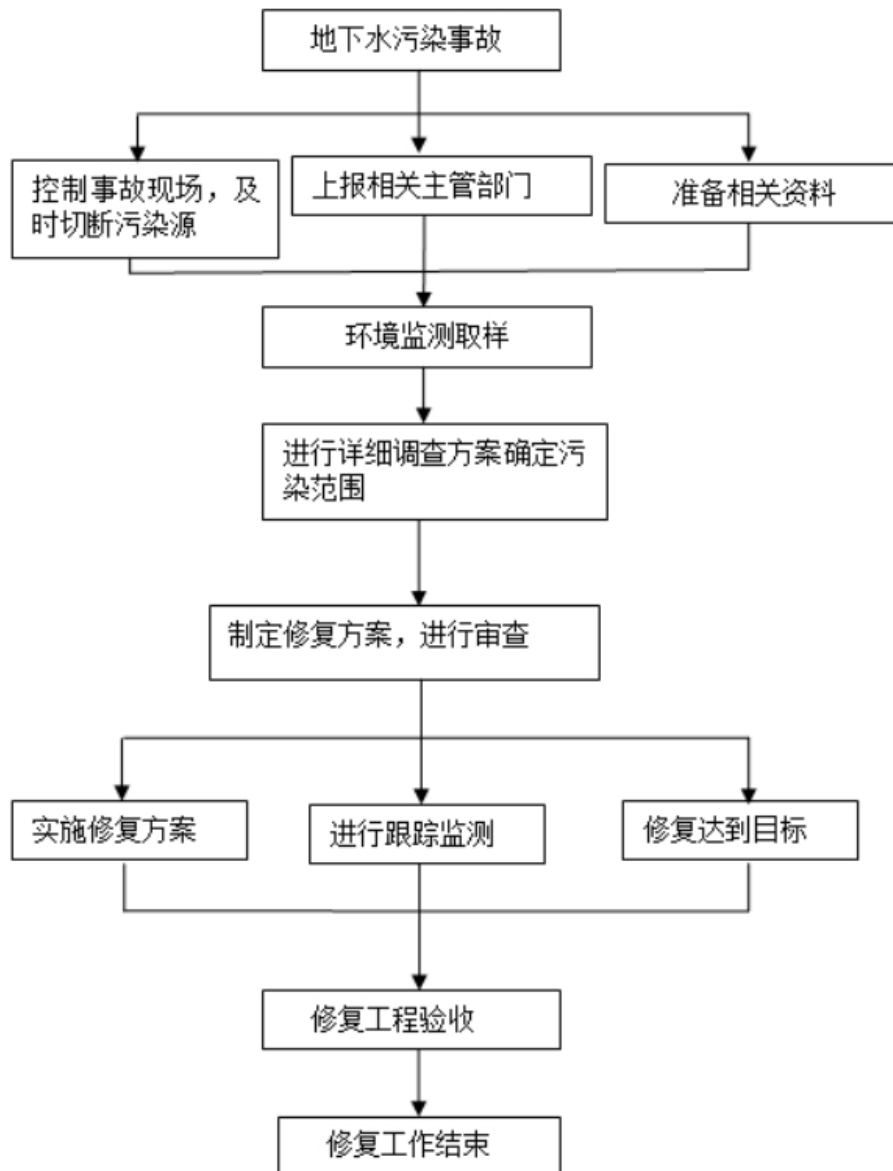 地下水污染事故
控制事故现场，及
时切断污染源
上报相关主管部门
准备相关资料
环境监测取样
进行详细调查方案确定污
染范围
制定修复方案，进行审查
实施修复方案
进行跟踪监测
修复达到目标
修复工程验收
修复工作结束